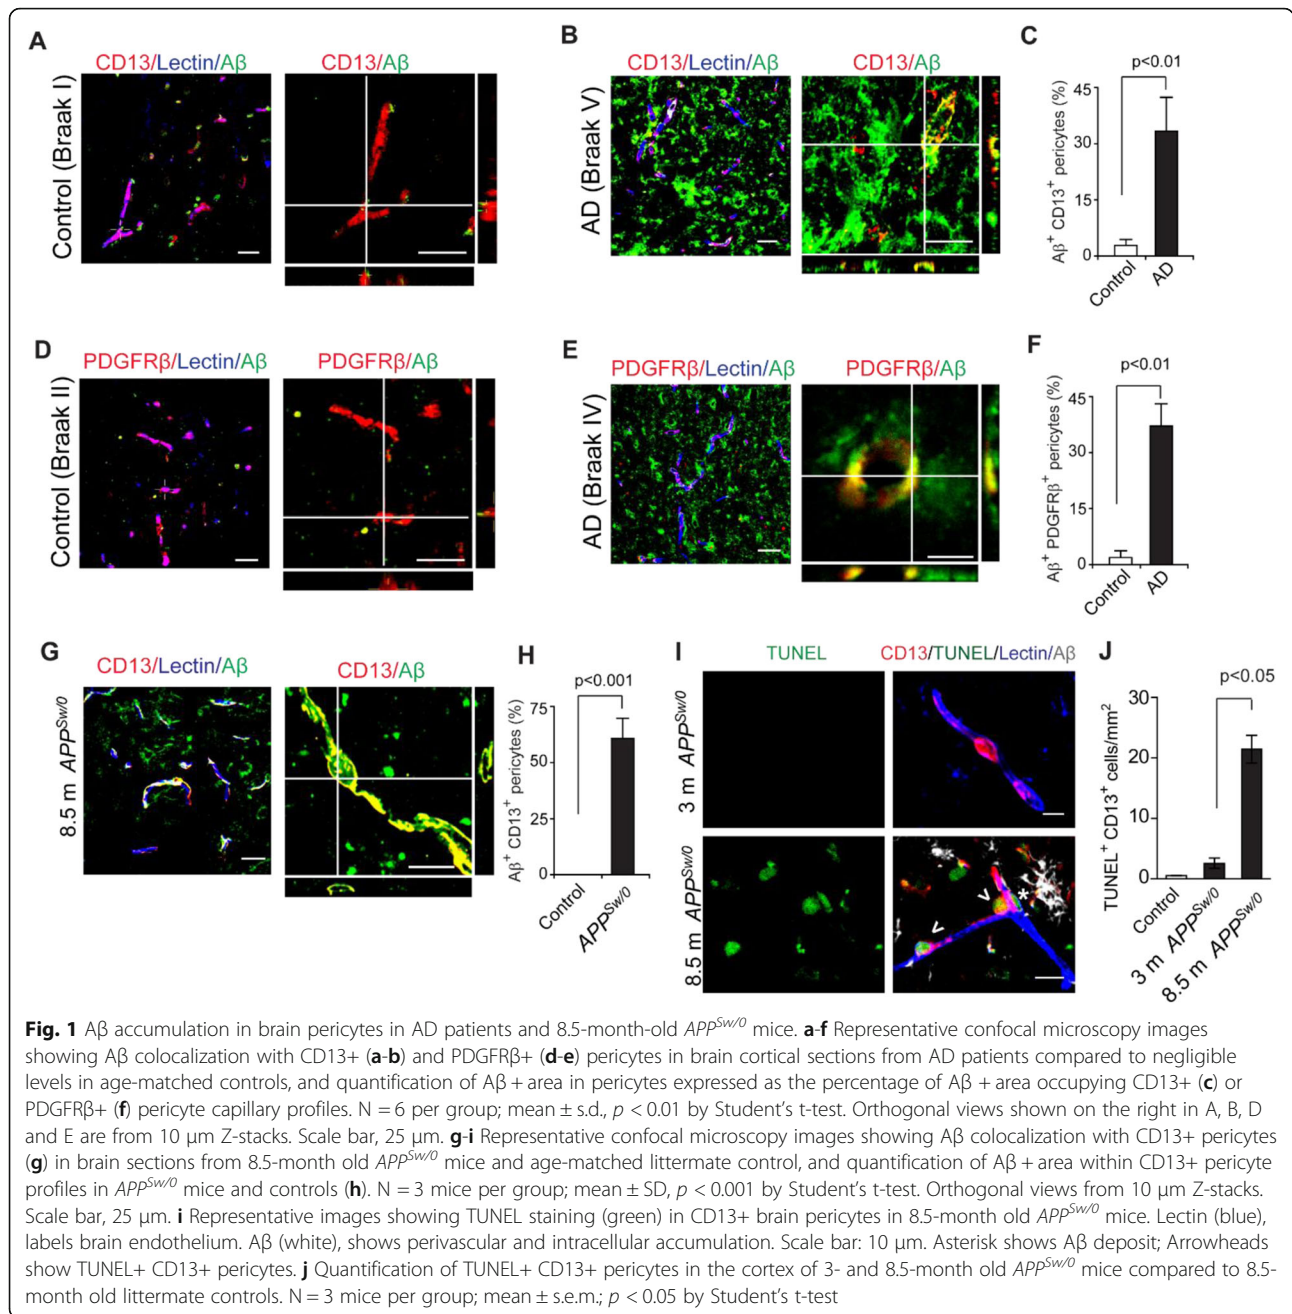 A
CD13/Lectin/Aβ
CD13/Aβ
Control (Braak I)
B
CD13/Lectin/Aβ
CD13/Aβ
AD (Braak V)
C
p<0.01
Aβ+ CD13+ pericytes (%)
45
30
15
0
Control
AD
D
PDGFRβ/Lectin/Aβ
PDGFRβ/Aβ
Control (Braak II)
E
PDGFRβ/Lectin/Aβ
PDGFRβ/Aβ
AD (Braak IV)
F
p<0.01
Aβ+ PDGFRβ+ pericytes (%)
45
30
15
0
Control
AD
G
CD13/Lectin/Aβ
CD13/Aβ
8.5 m APPSw/0
H
p<0.001
Aβ+ CD13+ pericytes (%)
75
50
25
0
Control
APPSw/0
I
TUNEL
CD13/TUNEL/Lectin/Aβ
3 m APPSw/0
8.5 m APPSw/0
*
J
p<0.05
TUNEL+ CD13+ cells/mm2
30
20
10
0
Control
3 m APPSw/0
8.5 m APPSw/0
Fig. 1 Aβ accumulation in brain pericytes in AD patients and 8.5-month-old APPSw/0 mice. a-f Representative confocal microscopy images
showing Aβ colocalization with CD13+ (a-b) and PDGFRβ+ (d-e) pericytes in brain cortical sections from AD patients compared to negligible
levels in age-matched controls, and quantification of Aβ + area in pericytes expressed as the percentage of Aβ + area occupying CD13+ (c) or
PDGFRβ+ (f) pericyte capillary profiles. N = 6 per group; mean ± s.d., p < 0.01 by Student's t-test. Orthogonal views shown on the right in A, B, D
and E are from 10 μm Z-stacks. Scale bar, 25 μm. g-i Representative confocal microscopy images showing Aβ colocalization with CD13+ pericytes
(g) in brain sections from 8.5-month old APPSw/0 mice and age-matched littermate control, and quantification of Aβ + area within CD13+ pericyte
profiles in APPSw/0 mice and controls (h). N = 3 mice per group; mean ± SD, p < 0.001 by Student's t-test. Orthogonal views from 10 μm Z-stacks.
Scale bar, 25 μm. i Representative images showing TUNEL staining (green) in CD13+ brain pericytes in 8.5-month old APPSw/0 mice. Lectin (blue),
labels brain endothelium. Aβ (white), shows perivascular and intracellular accumulation. Scale bar: 10 μm. Asterisk shows Aβ deposit; Arrowheads
show TUNEL+ CD13+ pericytes. j Quantification of TUNEL+ CD13+ pericytes in the cortex of 3- and 8.5-month old APPSw/0 mice compared to 8.5-
month old littermate controls. N = 3 mice per group; mean ± s.e.m.; p < 0.05 by Student's t-test